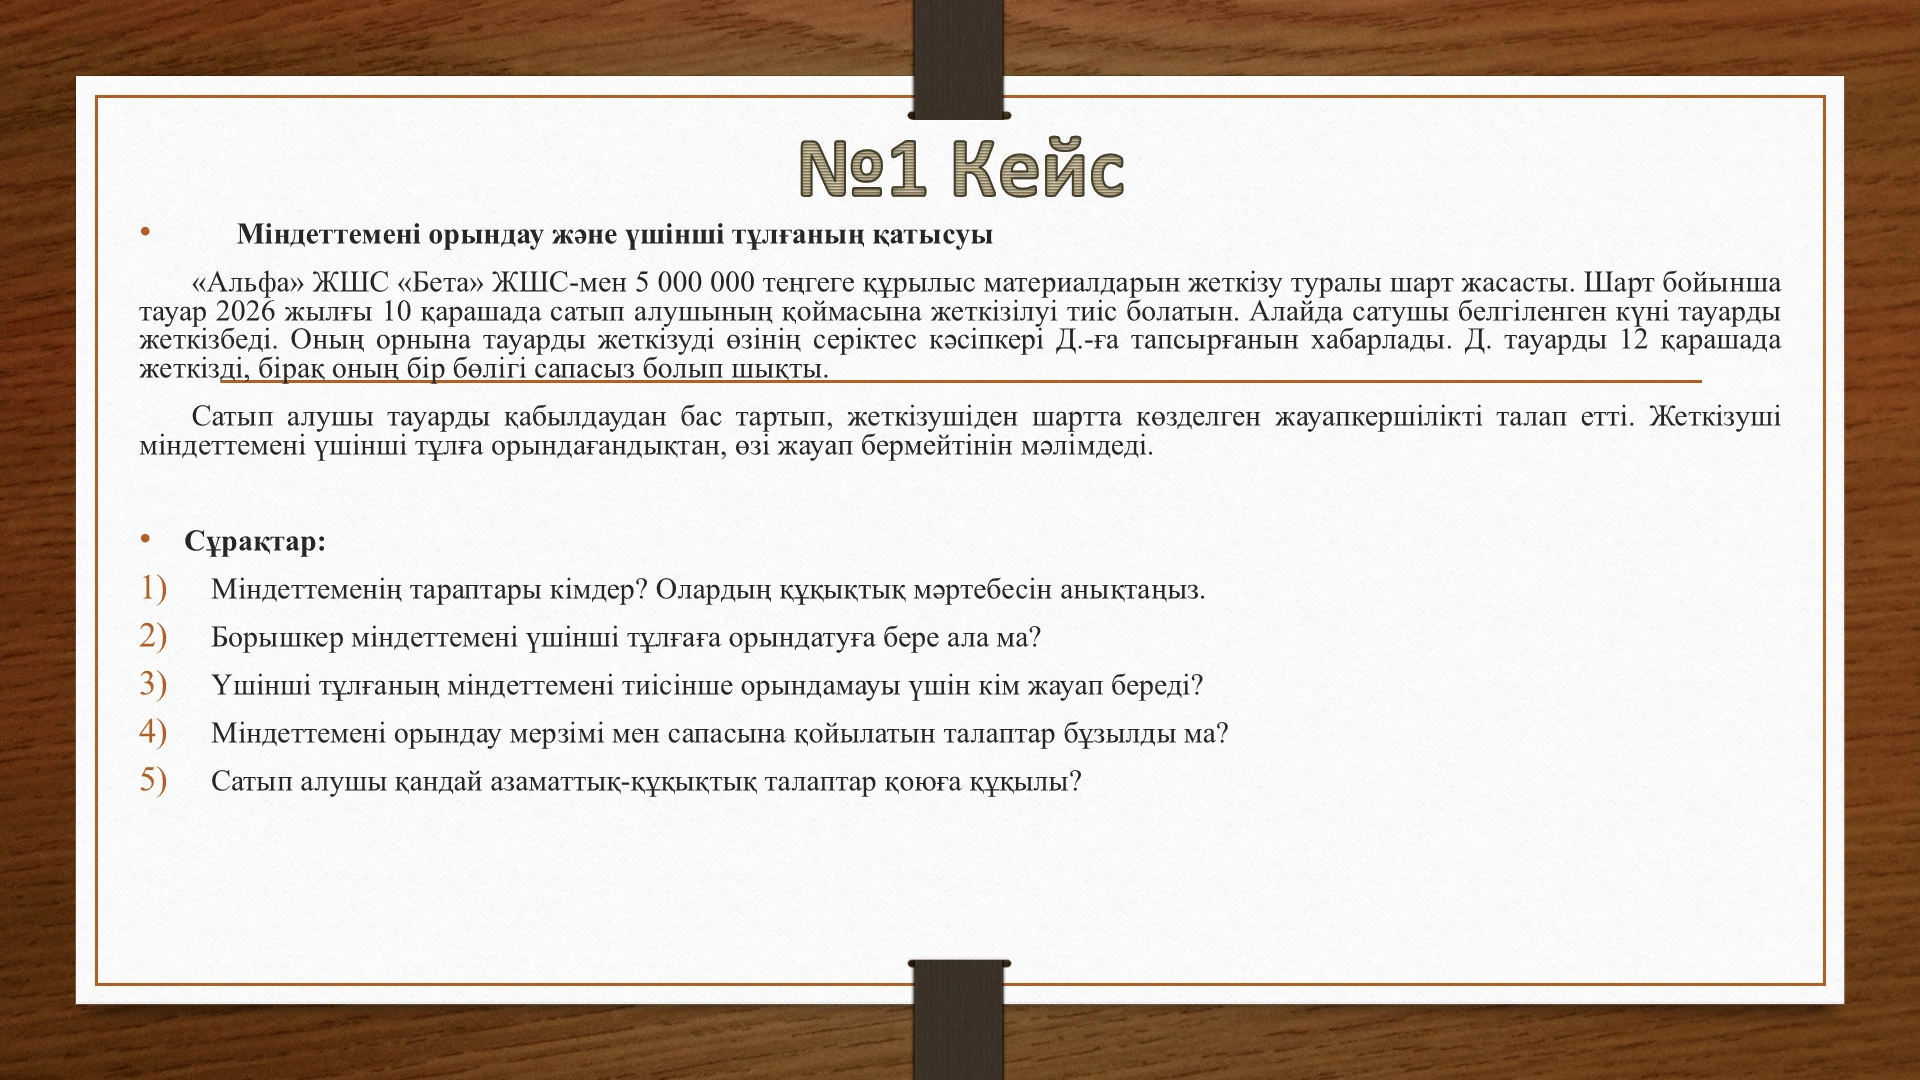 №1 Кейс
• Міндеттемені орындау және үшінші тұлғаның қатысуы
«Альфа» ЖШС «Бета» ЖШС-мен 5 000 000 теңгеге құрылыс материалдарын жеткізу туралы шарт жасасты. Шарт бойынша
тауар 2026 жылғы 10 қарашада сатып алушының қоймасына жеткізілуі тиіс болатын. Алайда сатушы белгіленген күні тауарды
жеткізбеді. Оның орнына тауарды жеткізуді өзінің серіктес кәсіпкері Д.-ға тапсырғанын хабарлады. Д. тауарды 12 қарашада
жеткізді, бірақ оның бір бөлігі сапасыз болып шықты.
Сатып алушы тауарды қабылдаудан бас тартып, жеткізушіден шартта көзделген жауапкершілікті талап етті. Жеткізуші
міндеттемені үшінші тұлға орындағандықтан, өзі жауап бермейтінін мәлімдеді.
• Сұрақтар:
1) Міндеттеменің тараптары кімдер? Олардың құқықтық мәртебесін анықтаңыз.
2) Борышкер міндеттемені үшінші тұлғаға орындатуға бере ала ма?
3) Үшінші тұлғаның міндеттемені тиісінше орындамауы үшін кім жауап береді?
4) Міндеттемені орындау мерзімі мен сапасына қойылатын талаптар бұзылды ма?
5) Сатып алушы қандай азаматтық-құқықтық талаптар қоюға құқылы?